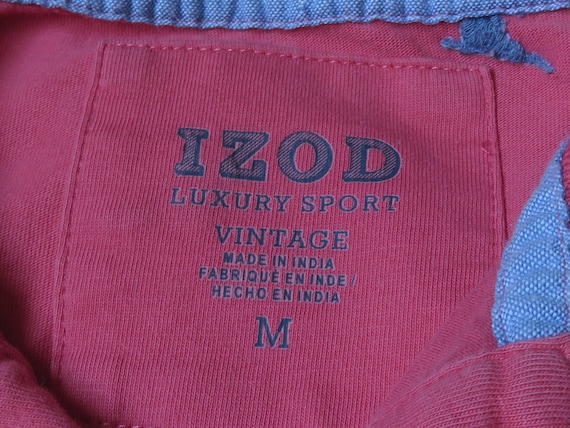 IZOD
LUXURY SPORT
VINTAGE
MADE IN INDIA
FABRIQUÉ EN INDE /
HECHO EN INDIA
M